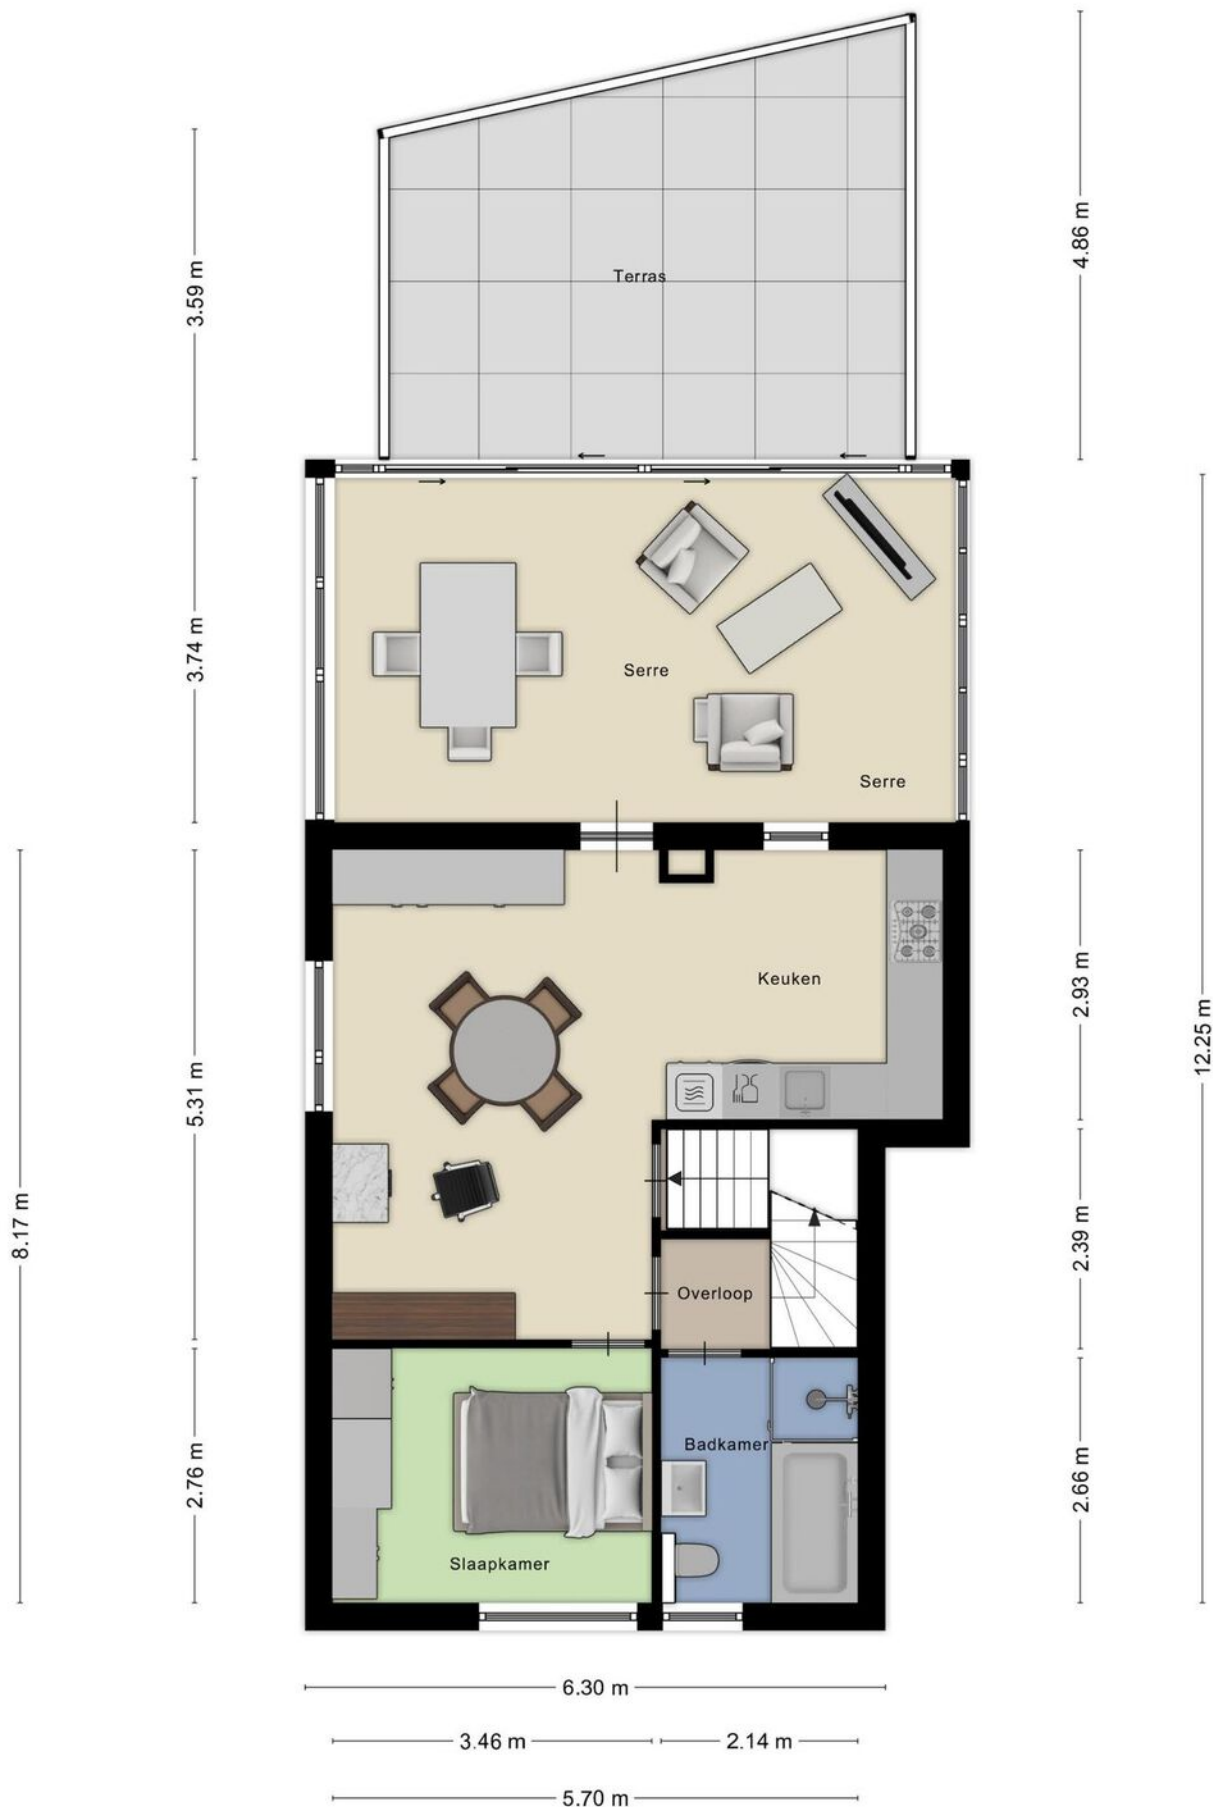 4.86 m
3.59 m
Terras
3.74 m
Serre
Serre
Keuken
2.93 m
12.25 m
5.31 m
8.17 m
2.39 m
Overloop
Badkamer
2.76 m
2.66 m
Slaapkamer
6.30 m
3.46 m
2.14 m
5.70 m